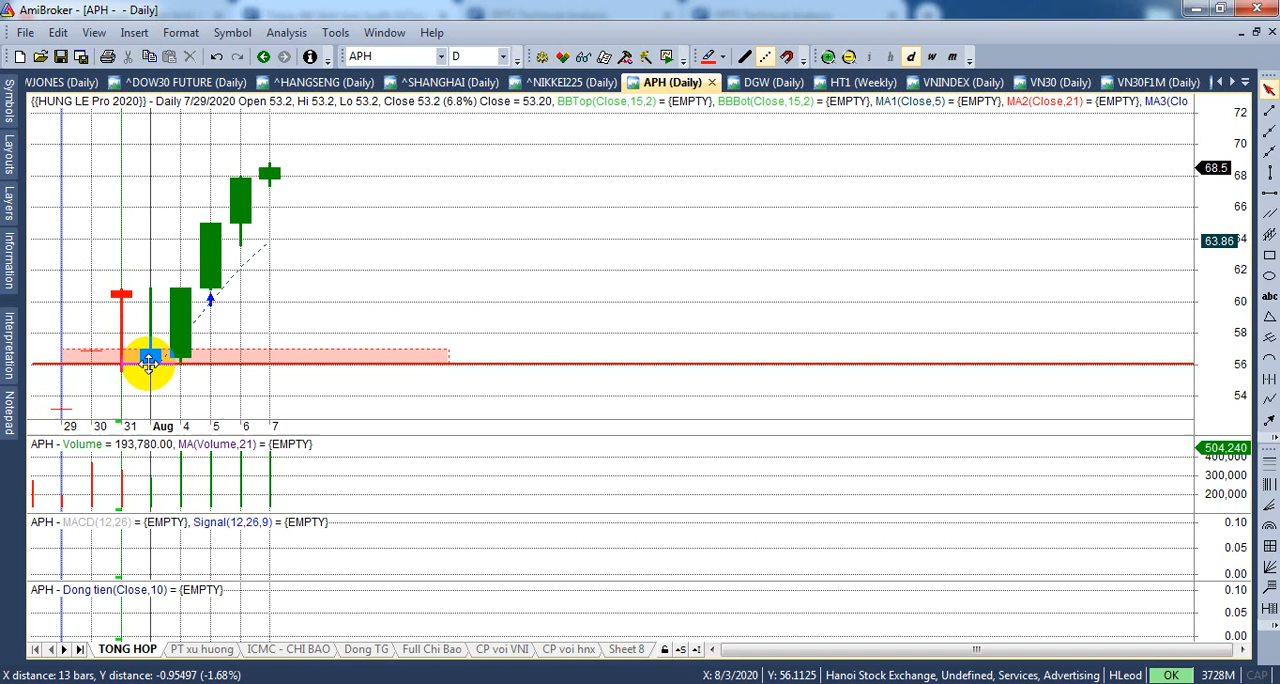 AmiBroker - [APH - - Daily]
File Edit View Insert Format Symbol Analysis Tools Window Help
APH D d w m
Symbols
Layouts
Layers
Information
Interpretation
Notepad
WJONES (Daily) ^DOW30 FUTURE (Daily) ^HANGSENG (Daily) ^SHANGHAI (Daily) ^NIKKEI225 (Daily) APH (Daily) DGW (Daily) HT1 (Weekly) VNINDEX (Daily) VN30 (Daily) VN30F1M (Daily)
{{HUNG LE Pro 2020}} - Daily 7/29/2020 Open 53.2, Hi 53.2, Lo 53.2, Close 53.2 (6.8%) Close = 53.20, BBTop(Close,15,2) = {EMPTY}, BBBot(Close,15,2) = {EMPTY}, MA1(Close,5) = {EMPTY}, MA2(Close,21) = {EMPTY}, MA3(Clo
72
70
68.5
68
66
63.86
62
60
58
56
54
29 30 31 Aug 4 5 6 7
abc
APH - Volume = 193,780.00, MA(Volume,21) = {EMPTY}
504,240
400,000
300,000
200,000
APH - MACD(12,26) = {EMPTY}, Signal(12,26,9) = {EMPTY}
0.10
0.05
0.00
APH - Dong tien(Close,10) = {EMPTY}
0.10
0.05
0.00
TONG HOP PT xu huong ICMC - CHI BAO Dong TG Full Chi Bao CP voi VNI CP voi hnx Sheet 8
X distance: 13 bars, Y distance: -0.95497 (-1.68%) X: 8/3/2020 Y: 56.1125 Hanoi Stock Exchange, Undefined, Services, Advertising HLeod OK 3728M CAP